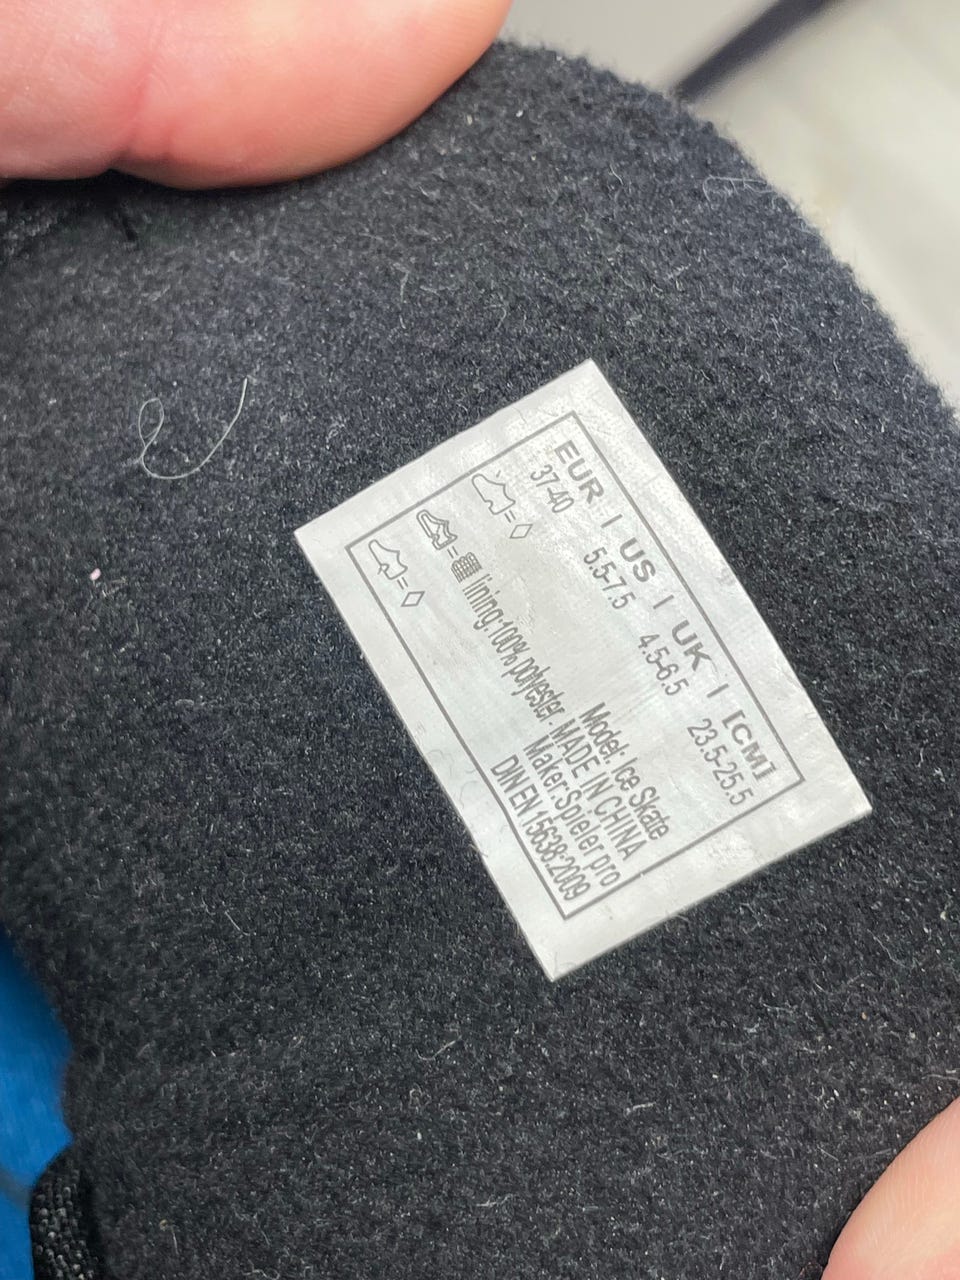 EUR | US | UK | [CM]
37-40 5.5-7.5 4.5-6.5 23.5-25.5
=
= lining:100% polyester.
=
Model: Ice Skate
MADE IN CHINA
Maker:Spieler pro
DIN EN 15638:2009